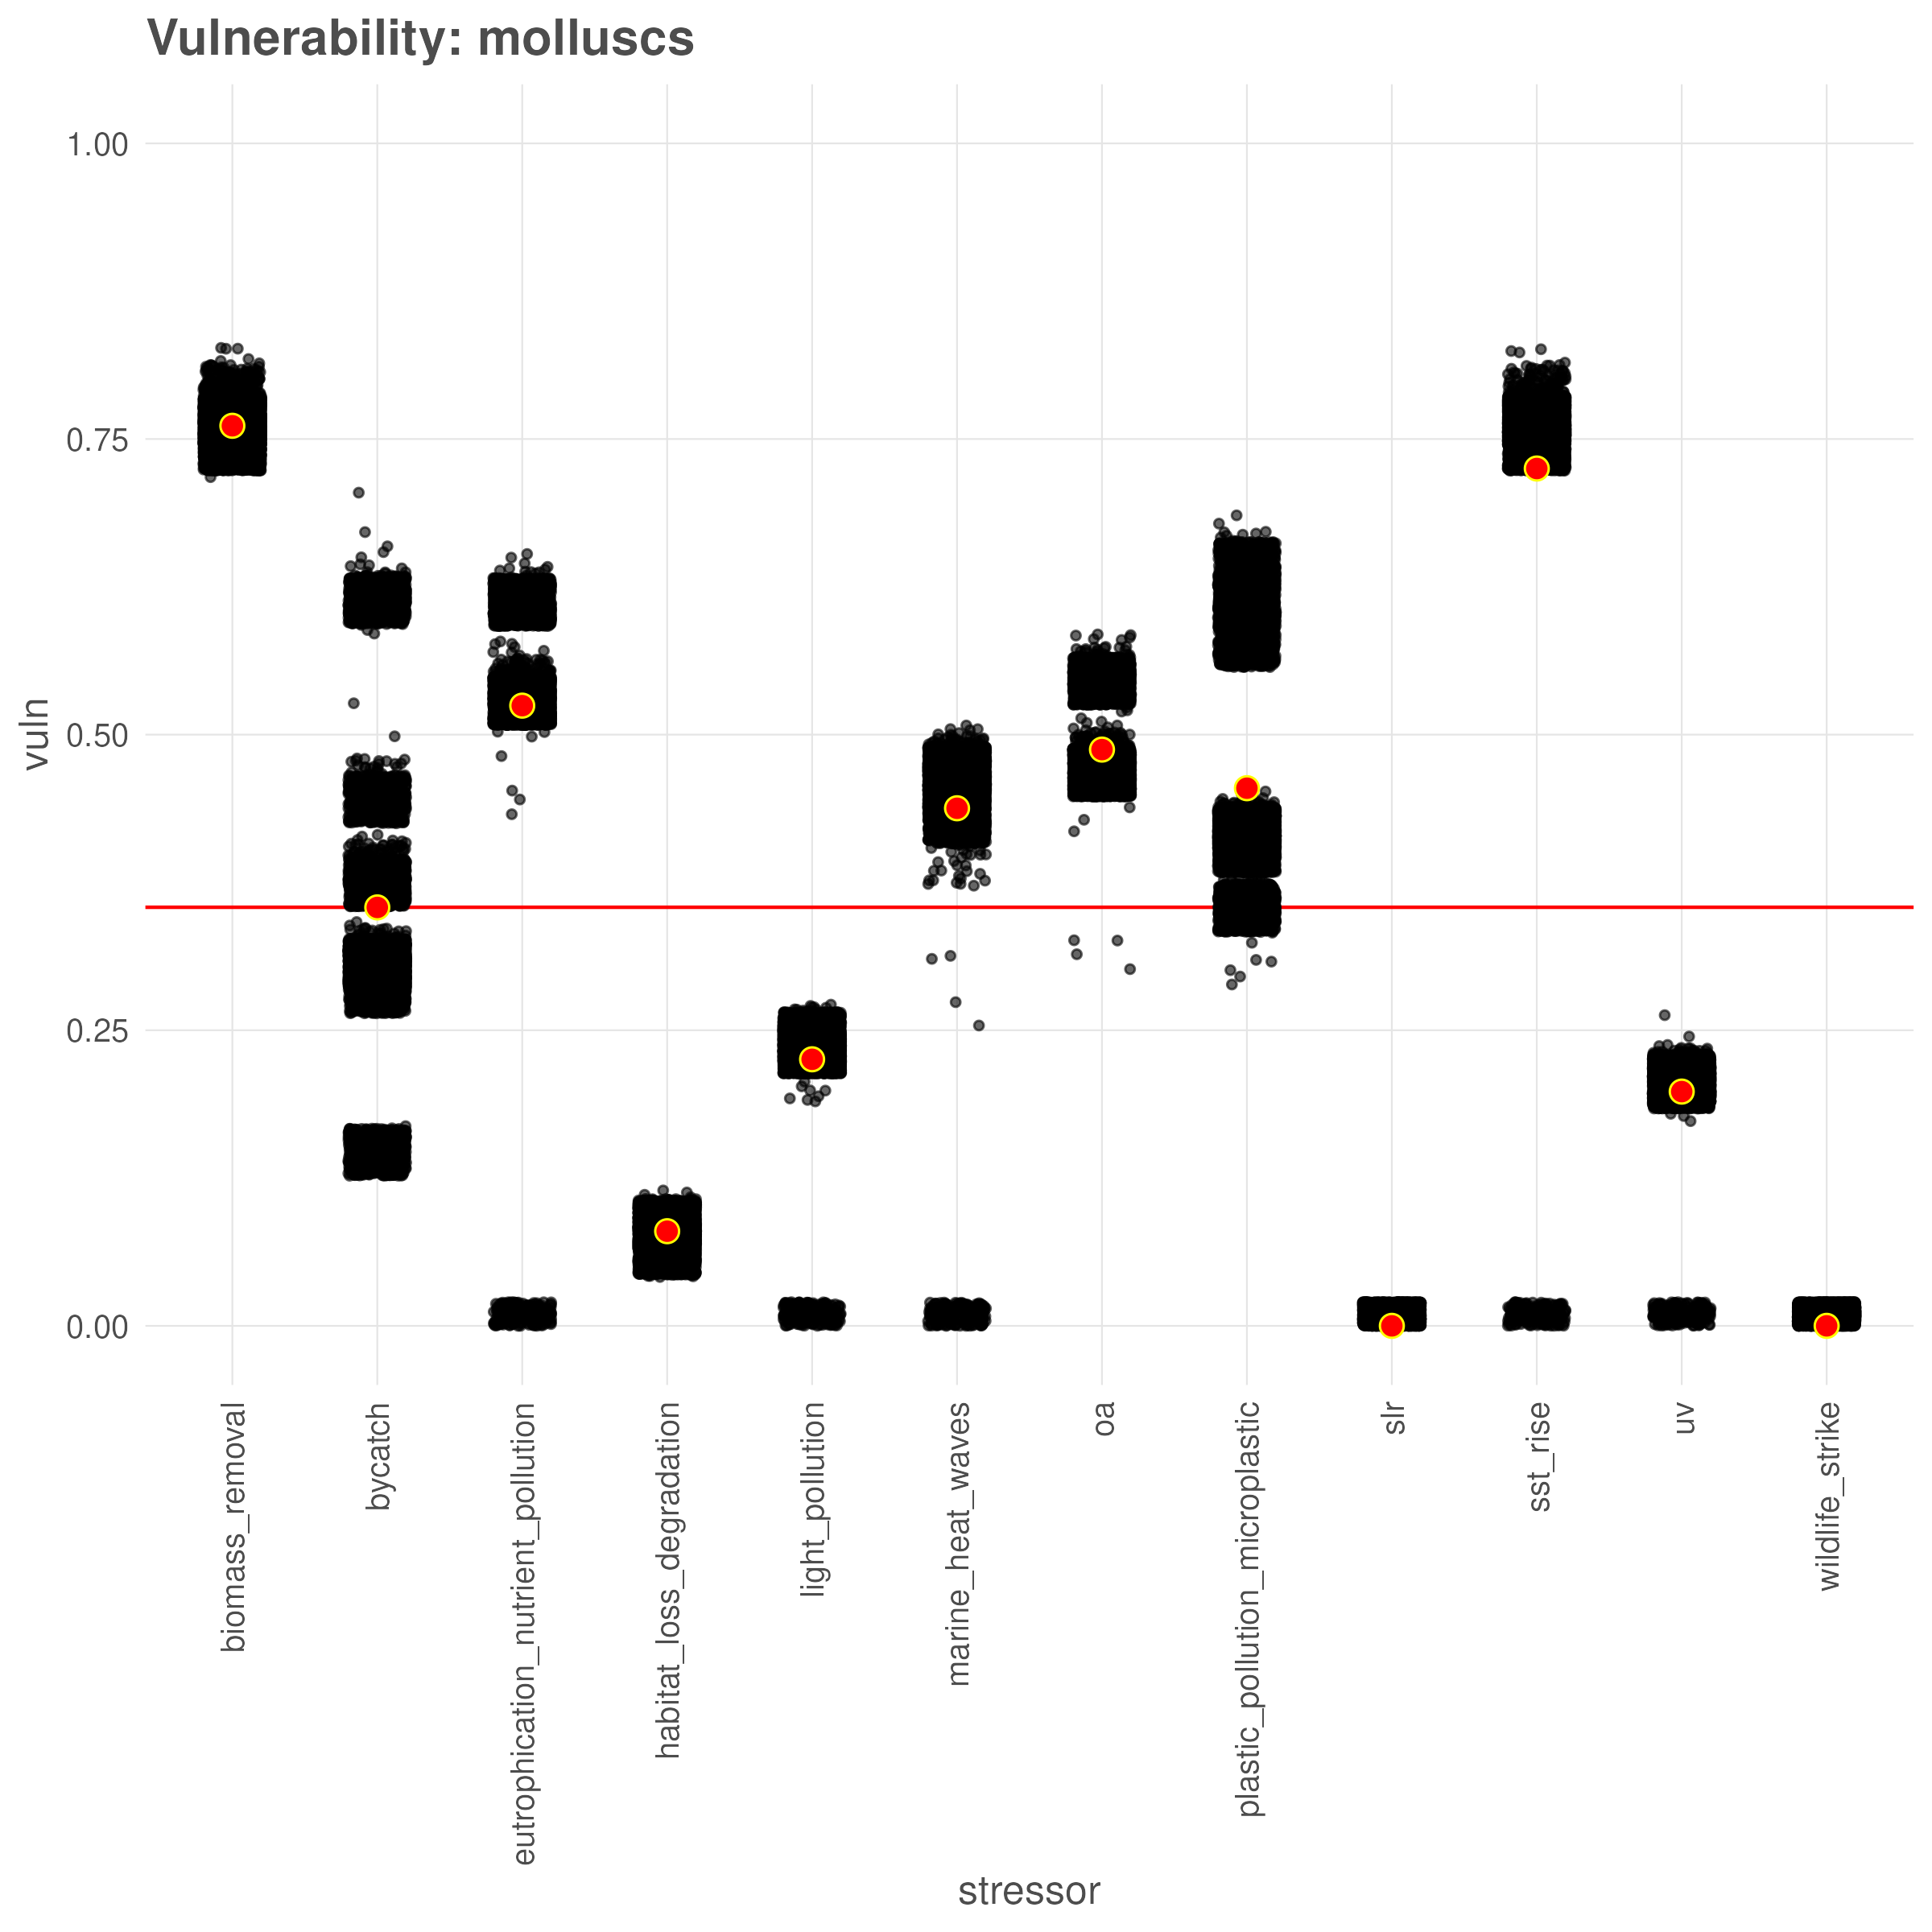 Vulnerability: molluscs
1.00
0.75
0.50
0.25
0.00
vuln
biomass_removal
bycatch
eutrophication_nutrient_pollution
habitat_loss_degradation
light_pollution
marine_heat_waves
oa
plastic_pollution_microplastic
slr
sst_rise
uv
wildlife_strike
stressor